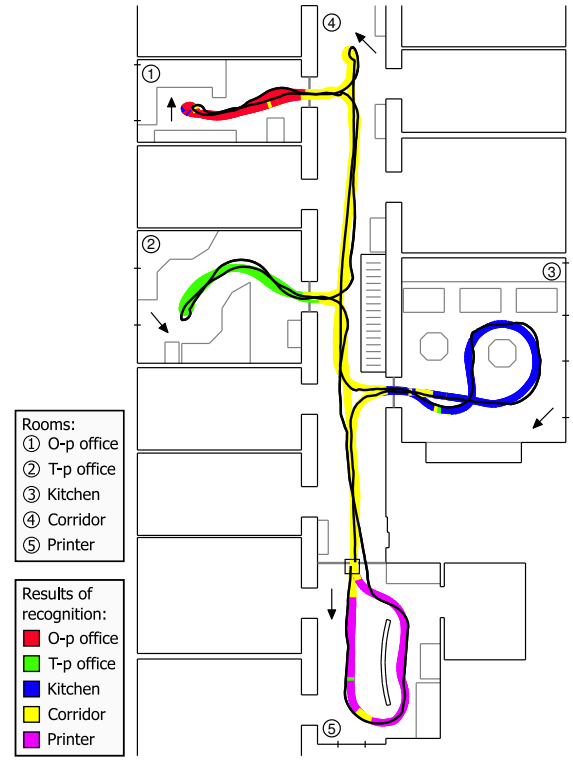 4
1
2
3
Rooms:
1 O-p office
2 T-p office
3 Kitchen
4 Corridor
5 Printer
Results of
recognition:
O-p office
T-p office
Kitchen
Corridor
Printer
5